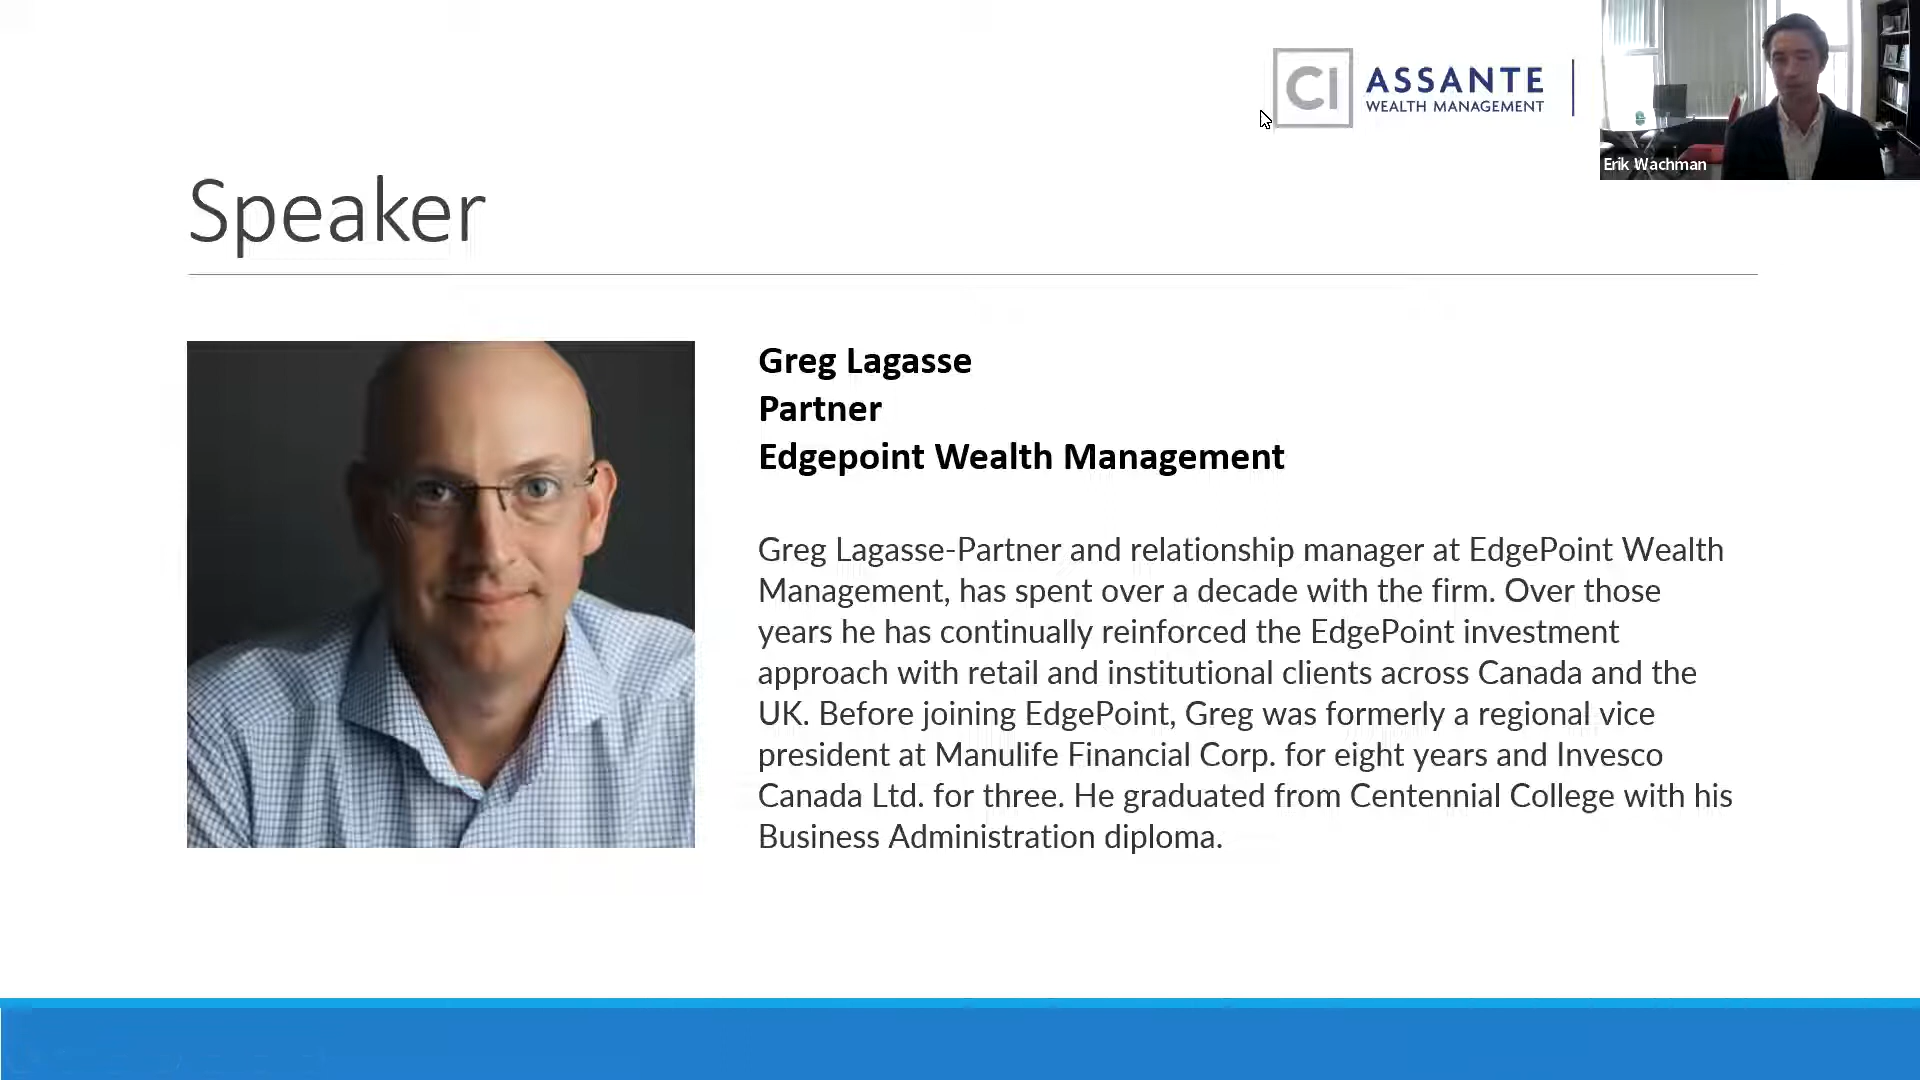 CI ASSANTE
WEALTH MANAGEMENT
Erik Wachman
Speaker
Greg Lagasse
Partner
Edgepoint Wealth Management
Greg Lagasse-Partner and relationship manager at EdgePoint Wealth
Management, has spent over a decade with the firm. Over those
years he has continually reinforced the EdgePoint investment
approach with retail and institutional clients across Canada and the
UK. Before joining EdgePoint, Greg was formerly a regional vice
president at Manulife Financial Corp. for eight years and Invesco
Canada Ltd. for three. He graduated from Centennial College with his
Business Administration diploma.